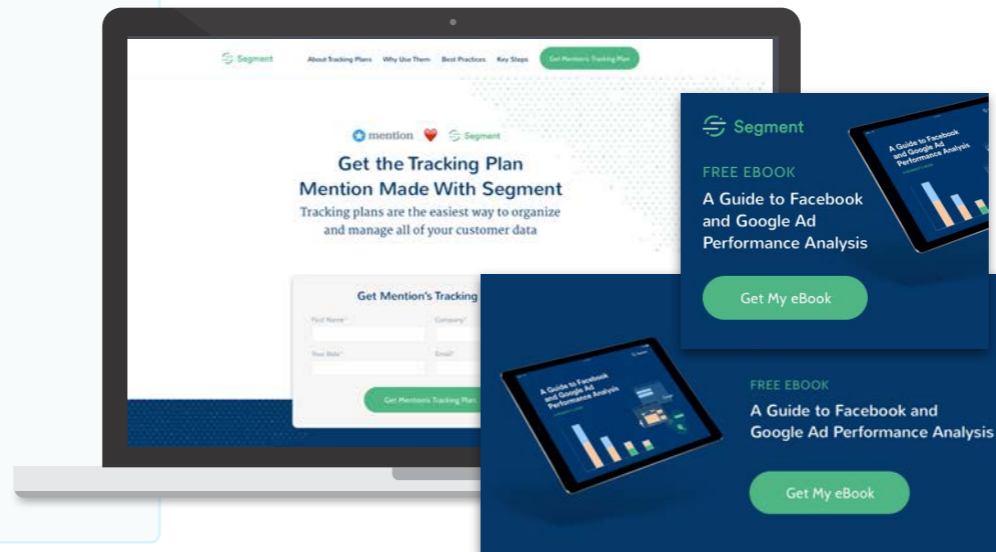 Segment
About Tracking Plans Why Use Them Best Practices Key Steps Get Mention's Tracking Plan
mention Segment
Get the Tracking Plan
Mention Made With Segment
Tracking plans are the easiest way to organize
and manage all of your customer data
Get Mention's Tracking
First Name* Company*
Your Role* Email*
Get Mention's Tracking Plan
Segment
FREE EBOOK
A Guide to Facebook
and Google Ad
Performance Analysis
Get My eBook
A Guide to Facebook
and Google Ad
Performance Analysis
A Guide to Facebook
and Google Ad
Performance Analysis
FREE EBOOK
A Guide to Facebook and
Google Ad Performance Analysis
Get My eBook